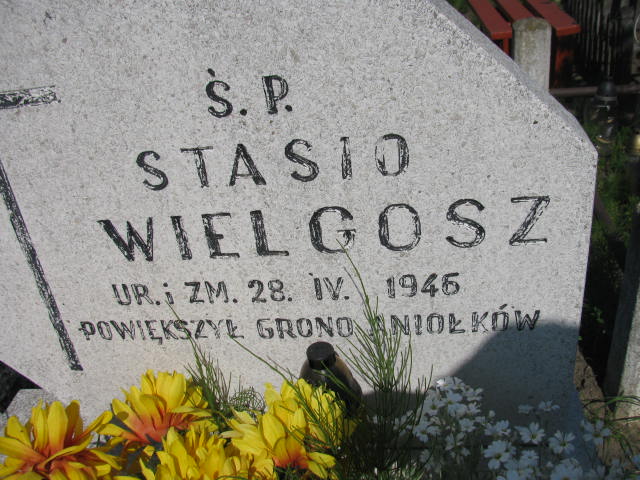 Ś. P.
STASIO
WIELGOSZ
UR. i ZM. 28. IV. 1946
POWIĘKSZYŁ GRONO ANIOŁKÓW